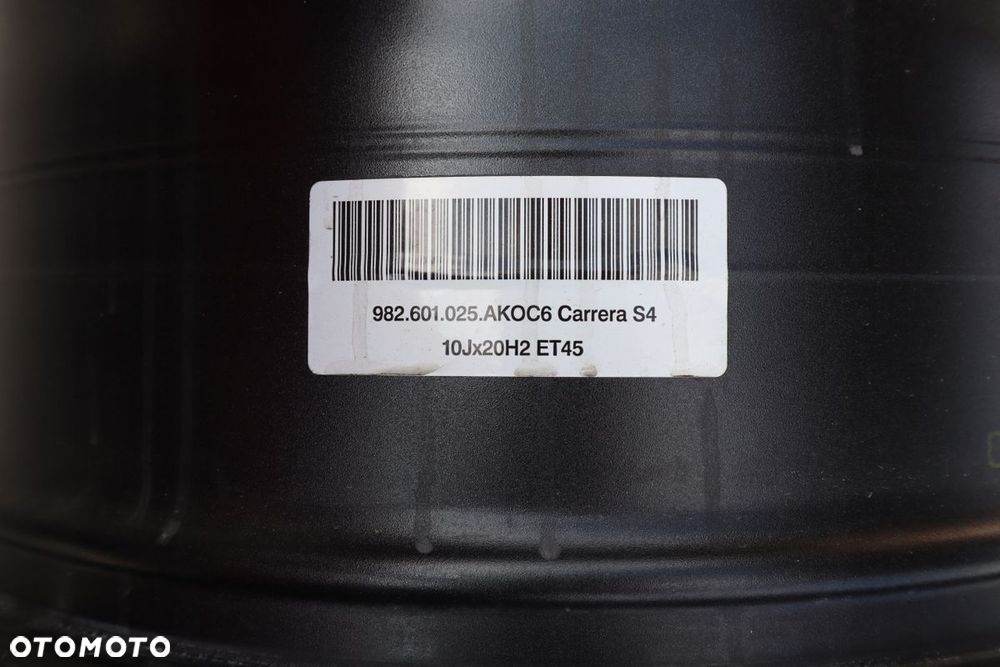 982.601.025.AKOC6 Carrera S4
10Jx20H2 ET45
OTOMOTO